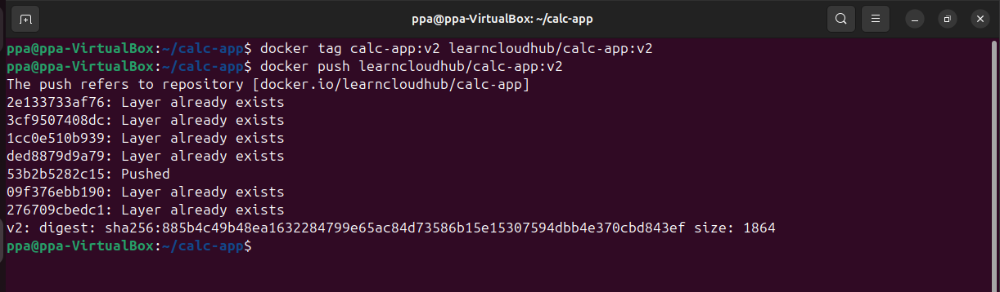 ppa@ppa-VirtualBox: ~/calc-app
ppa@ppa-VirtualBox:~/calc-app$ docker tag calc-app:v2 learncloudhub/calc-app:v2
ppa@ppa-VirtualBox:~/calc-app$ docker push learncloudhub/calc-app:v2
The push refers to repository [docker.io/learncloudhub/calc-app]
2e133733af76: Layer already exists
3cf9507408dc: Layer already exists
1cc0e510b939: Layer already exists
ded8879d9a79: Layer already exists
53b2b5282c15: Pushed
09f376ebb190: Layer already exists
276709cbedc1: Layer already exists
v2: digest: sha256:885b4c49b48ea1632284799e65ac84d73586b15e15307594dbb4e370cbd843ef size: 1864
ppa@ppa-VirtualBox:~/calc-app$